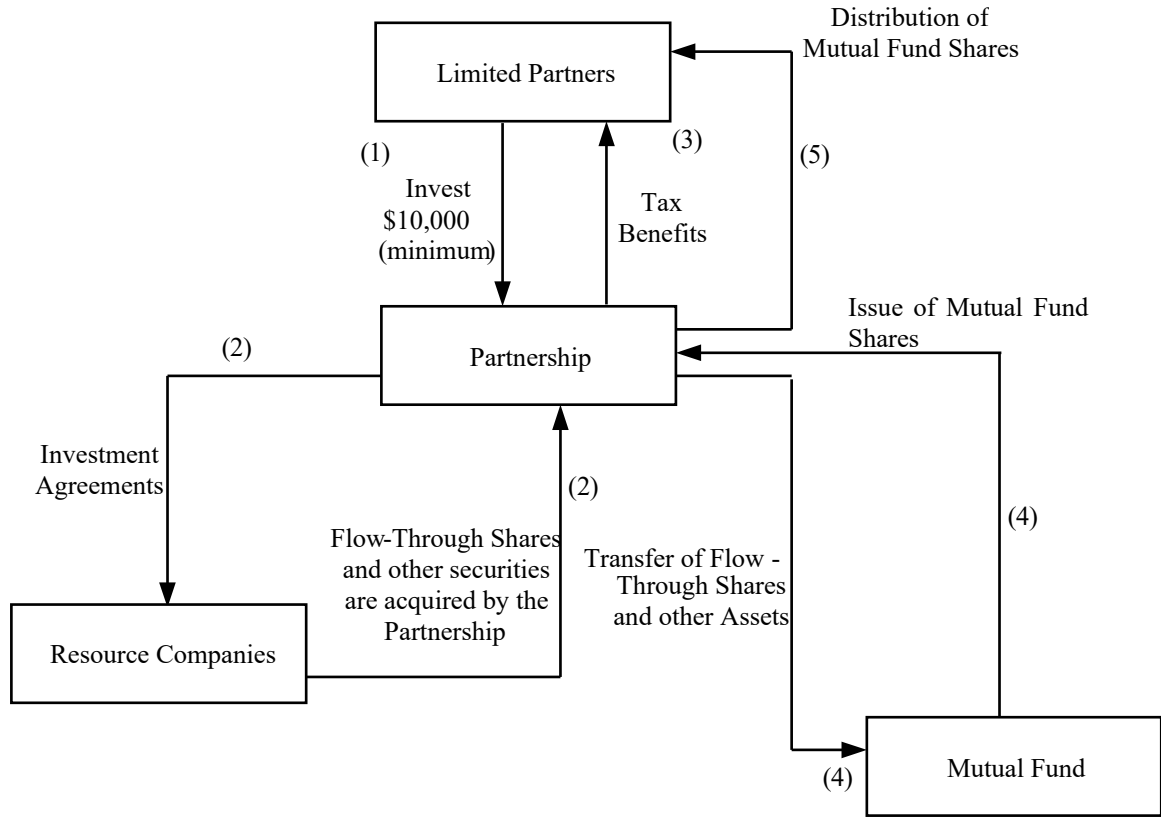 Distribution of
Mutual Fund Shares
Limited Partners
(1)
(3)
(5)
Invest
$10,000
(minimum)
Tax
Benefits
Issue of Mutual Fund
Shares
(2)
Partnership
Investment
Agreements
(2)
(4)
Flow-Through Shares
and other securities
are acquired by the
Partnership
Transfer of Flow -
Through Shares
and other Assets
Resource Companies
(4)
Mutual Fund